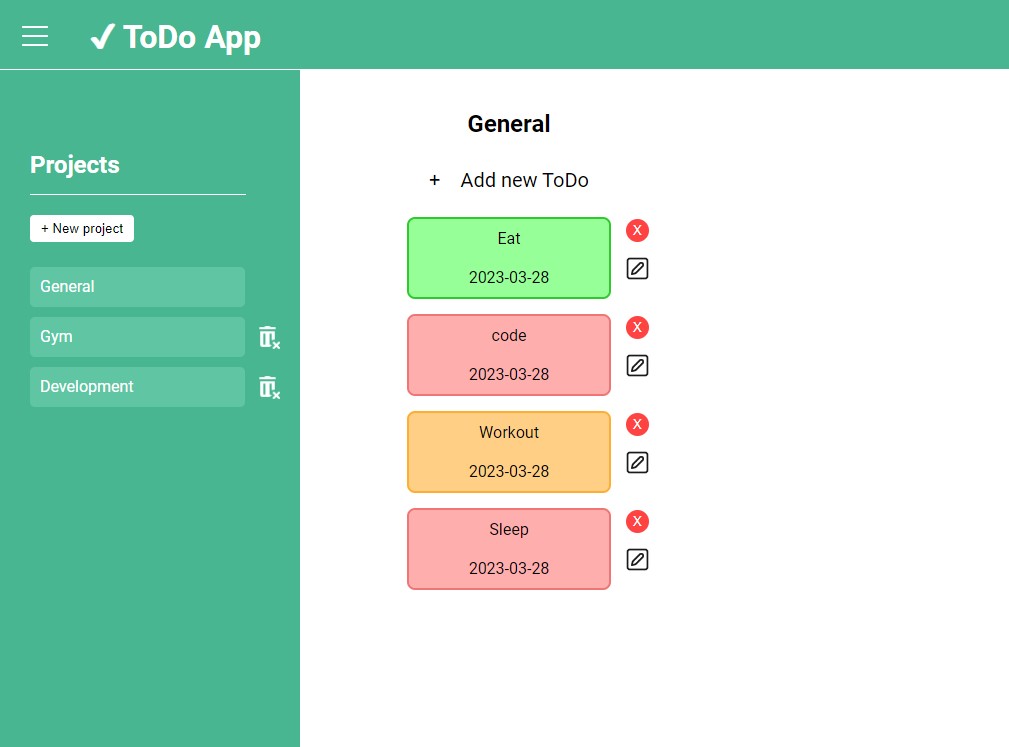 ToDo App
Projects
+ New project
General
Gym
Development
General
+ Add new ToDo
Eat
X
2023-03-28
code
X
2023-03-28
Workout
X
2023-03-28
Sleep
X
2023-03-28